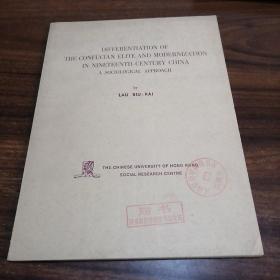 DIFFERENTIATION OF
THE CONFUCIAN ELITE AND MODERNIZATION
IN NINETEENTH-CENTURY CHINA
A SOCIOLOGICAL APPROACH
by
LAU SIU-KAI
THE CHINESE UNIVERSITY OF HONG KONG
SOCIAL RESEARCH CENTRE